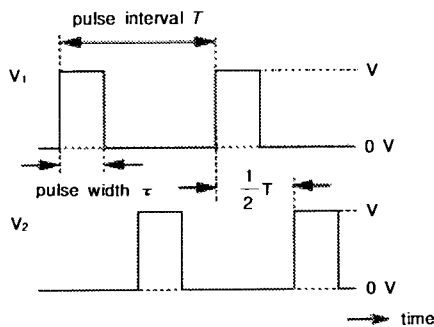 pulse interval T
V₁
V
0 V
pulse width τ
1/2 T
V₂
V
0 V
time